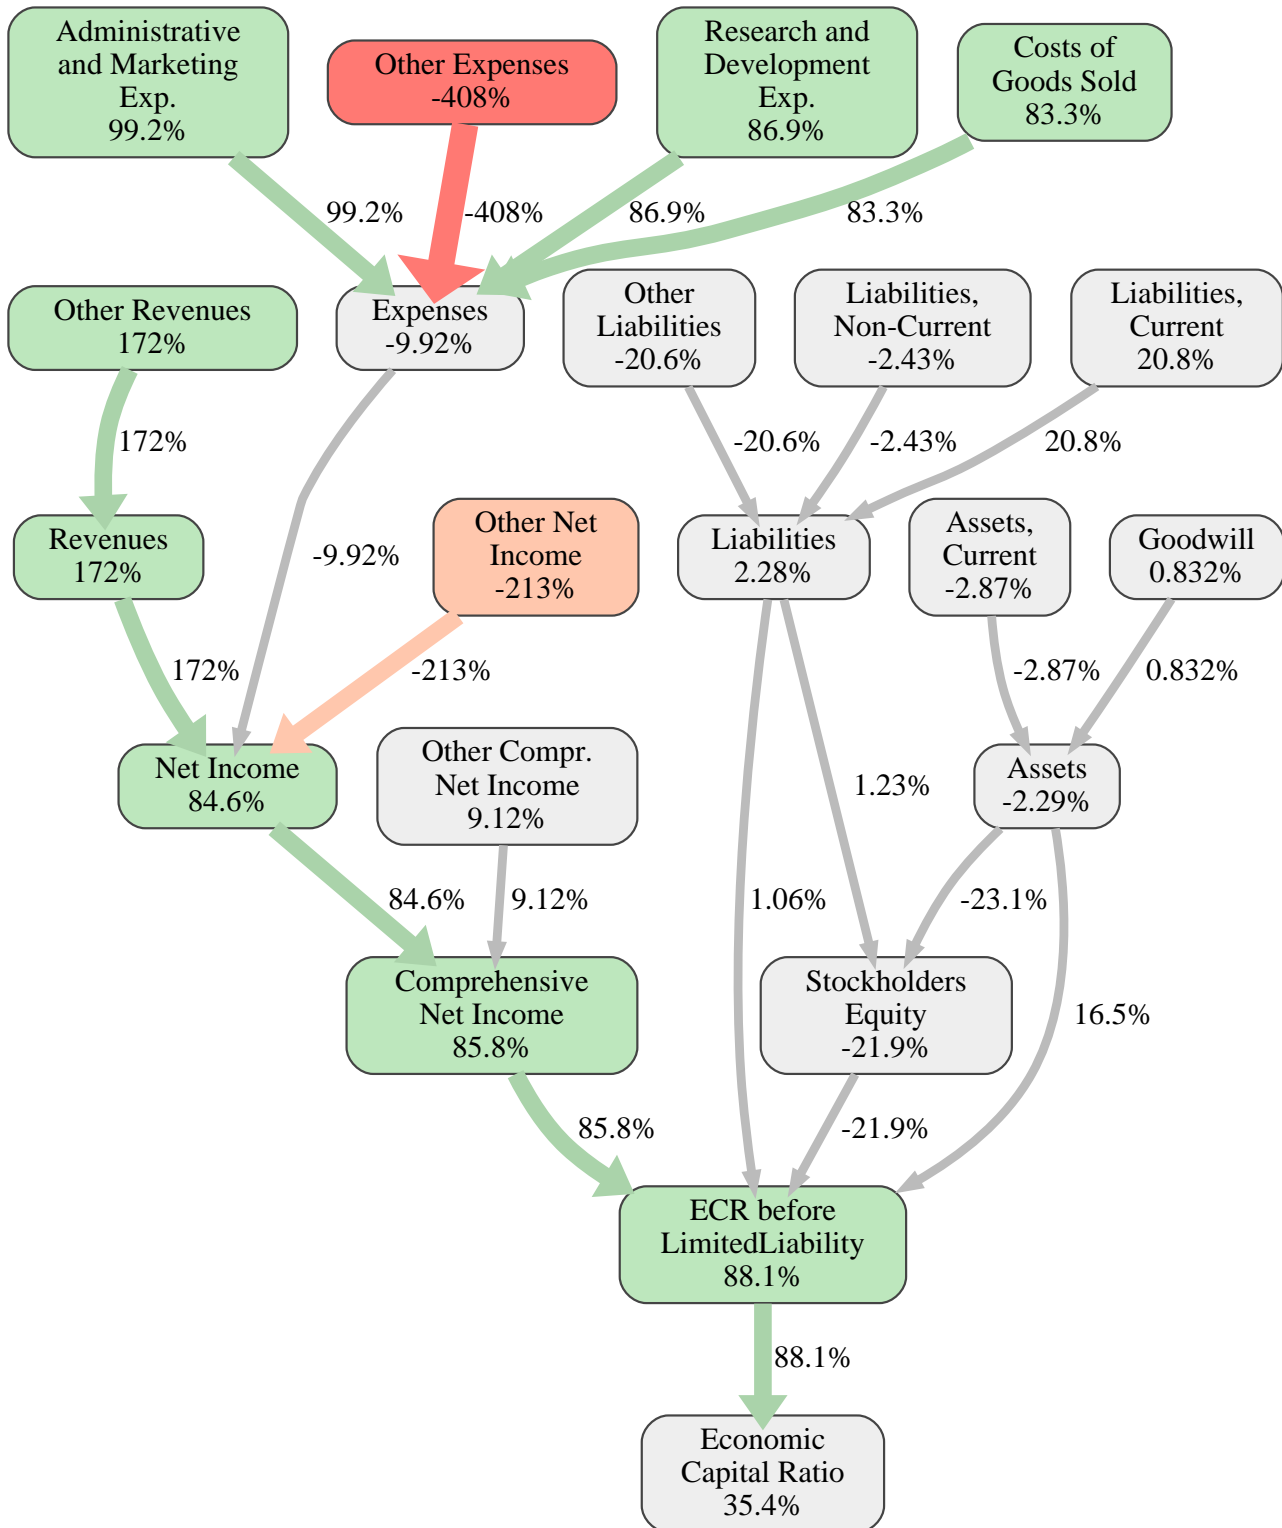 Administrative
and Marketing
Exp.
99.2%
Other Expenses
-408%
Research and
Development
Exp.
86.9%
Costs of
Goods Sold
83.3%
99.2%
-408%
86.9%
83.3%
Other Revenues
172%
Expenses
-9.92%
Other
Liabilities
-20.6%
Liabilities,
Non-Current
-2.43%
Liabilities,
Current
20.8%
172%
-20.6%
-2.43%
20.8%
Revenues
172%
-9.92%
Other Net
Income
-213%
Liabilities
2.28%
Assets,
Current
-2.87%
Goodwill
0.832%
172%
-213%
-2.87%
0.832%
Net Income
84.6%
Other Compr.
Net Income
9.12%
1.23%
Assets
-2.29%
84.6%
9.12%
1.06%
-23.1%
Comprehensive
Net Income
85.8%
Stockholders
Equity
-21.9%
16.5%
85.8%
-21.9%
ECR before
LimitedLiability
88.1%
88.1%
Economic
Capital Ratio
35.4%